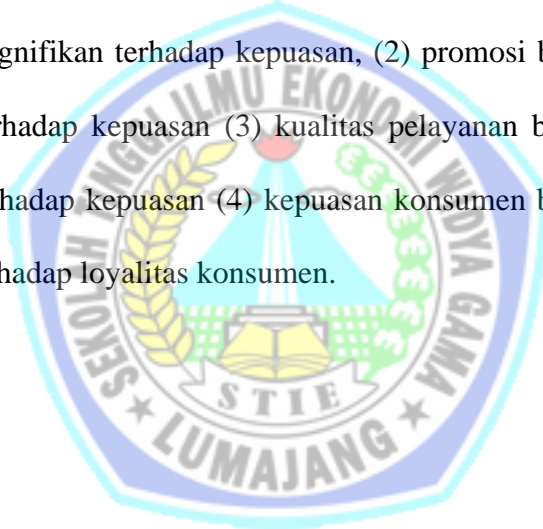 gnifikan terhadap kepuasan, (2) promosi b
rhadap kepuasan (3) kualitas pelayanan b
hadap kepuasan (4) kepuasan konsumen b
hadap loyalitas konsumen.
SEKOLAH TINGGI ILMU EKONOMI WIDYA GAMA
STIE
LUMAJANG